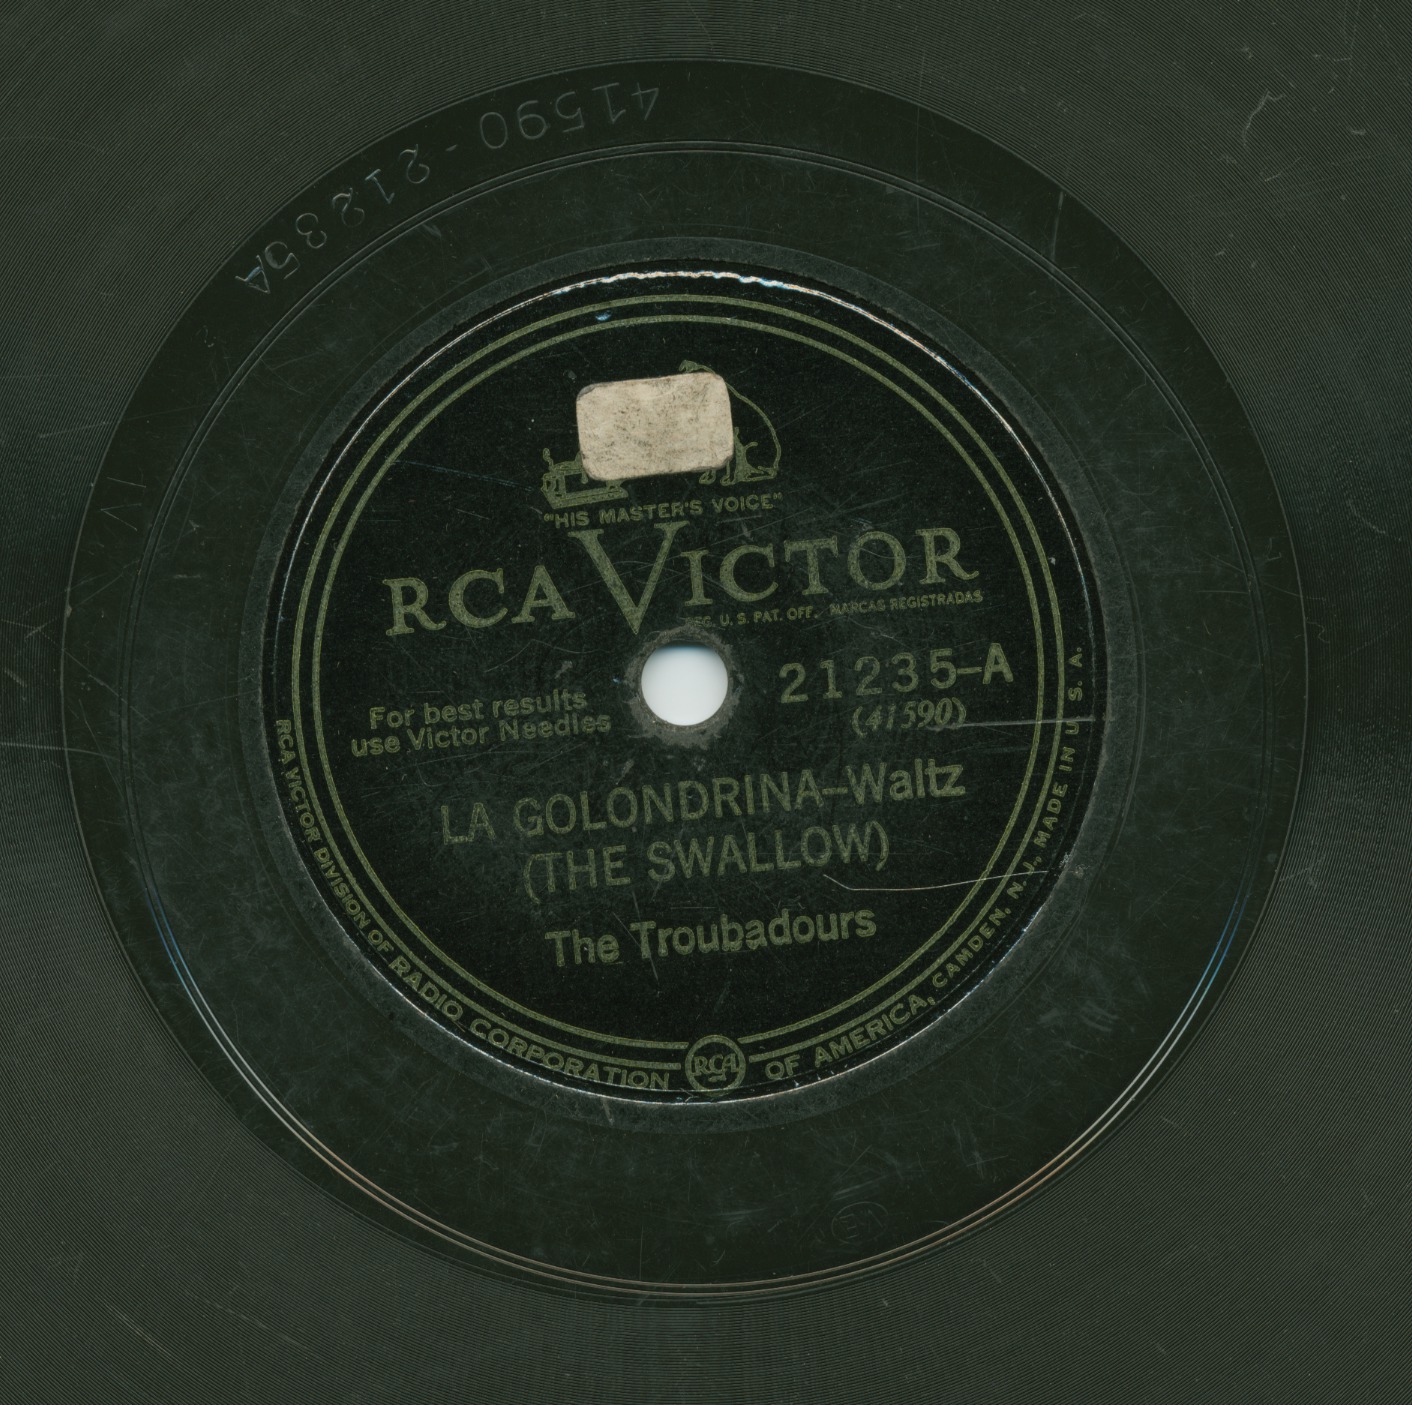 41590-21235A
"HIS MASTER'S VOICE"
RCA VICTOR
REG. U.S. PAT. OFF. MARCAS REGISTRADAS
21235-A
(41590)
For best results
use Victor Needles
LA GOLONDRINA-Waltz
(THE SWALLOW)
The Troubadours
RCA VICTOR DIVISION OF RADIO CORPORATION OF AMERICA, CAMDEN, N. J., MADE IN U. S. A.
RCA
VE